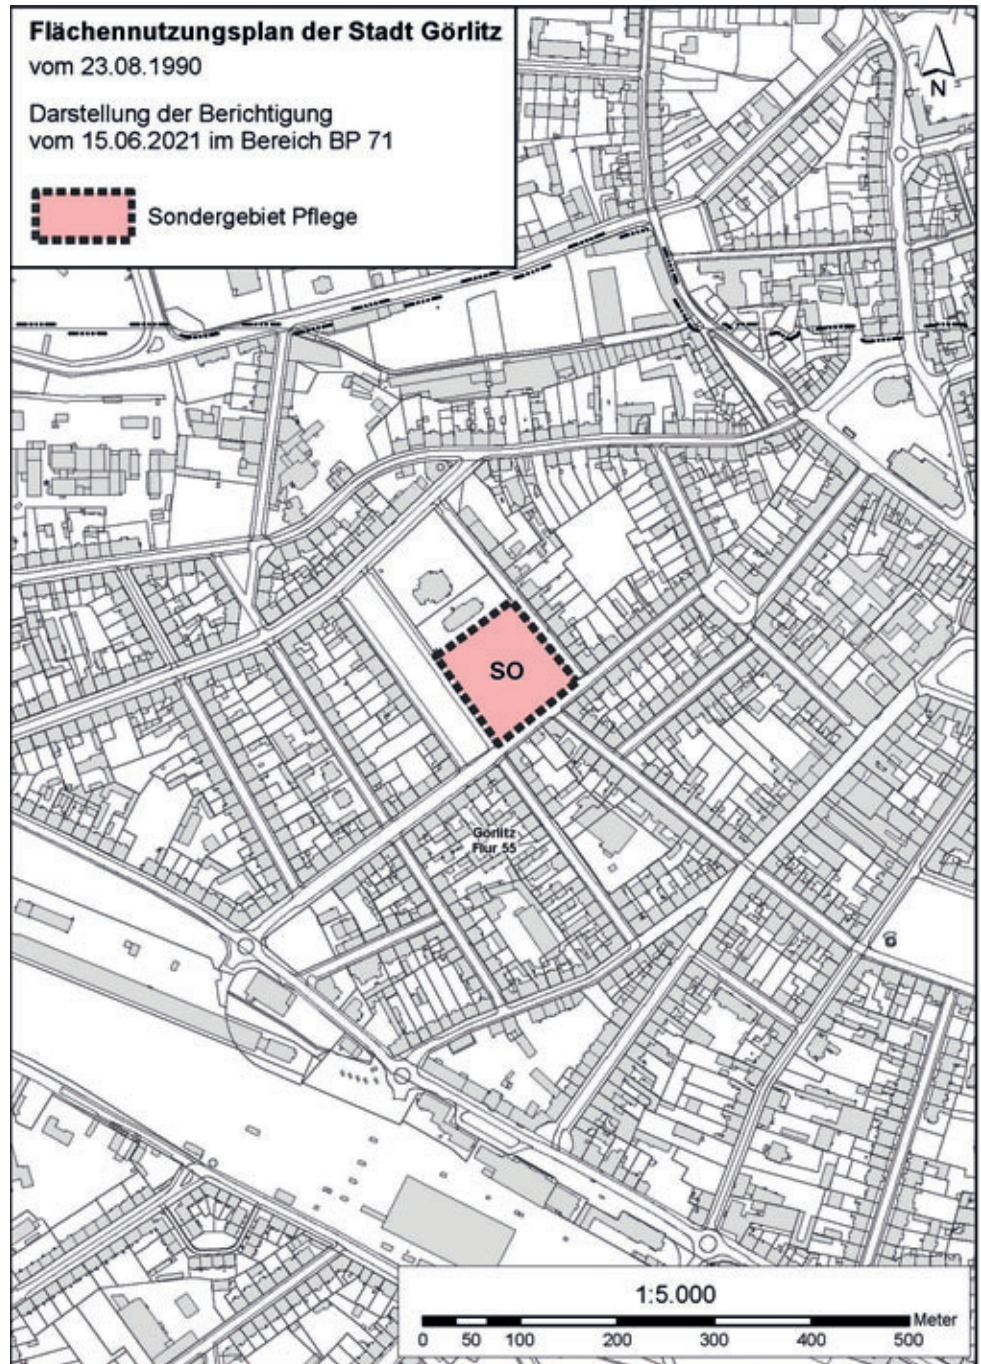 Flächennutzungsplan der Stadt Görlitz
vom 23.08.1990
Darstellung der Berichtigung
vom 15.06.2021 im Bereich BP 71
Sondergebiet Pflege
N
SO
Görlitz
Flur 55
1:5.000
Meter
0 50 100 200 300 400 500